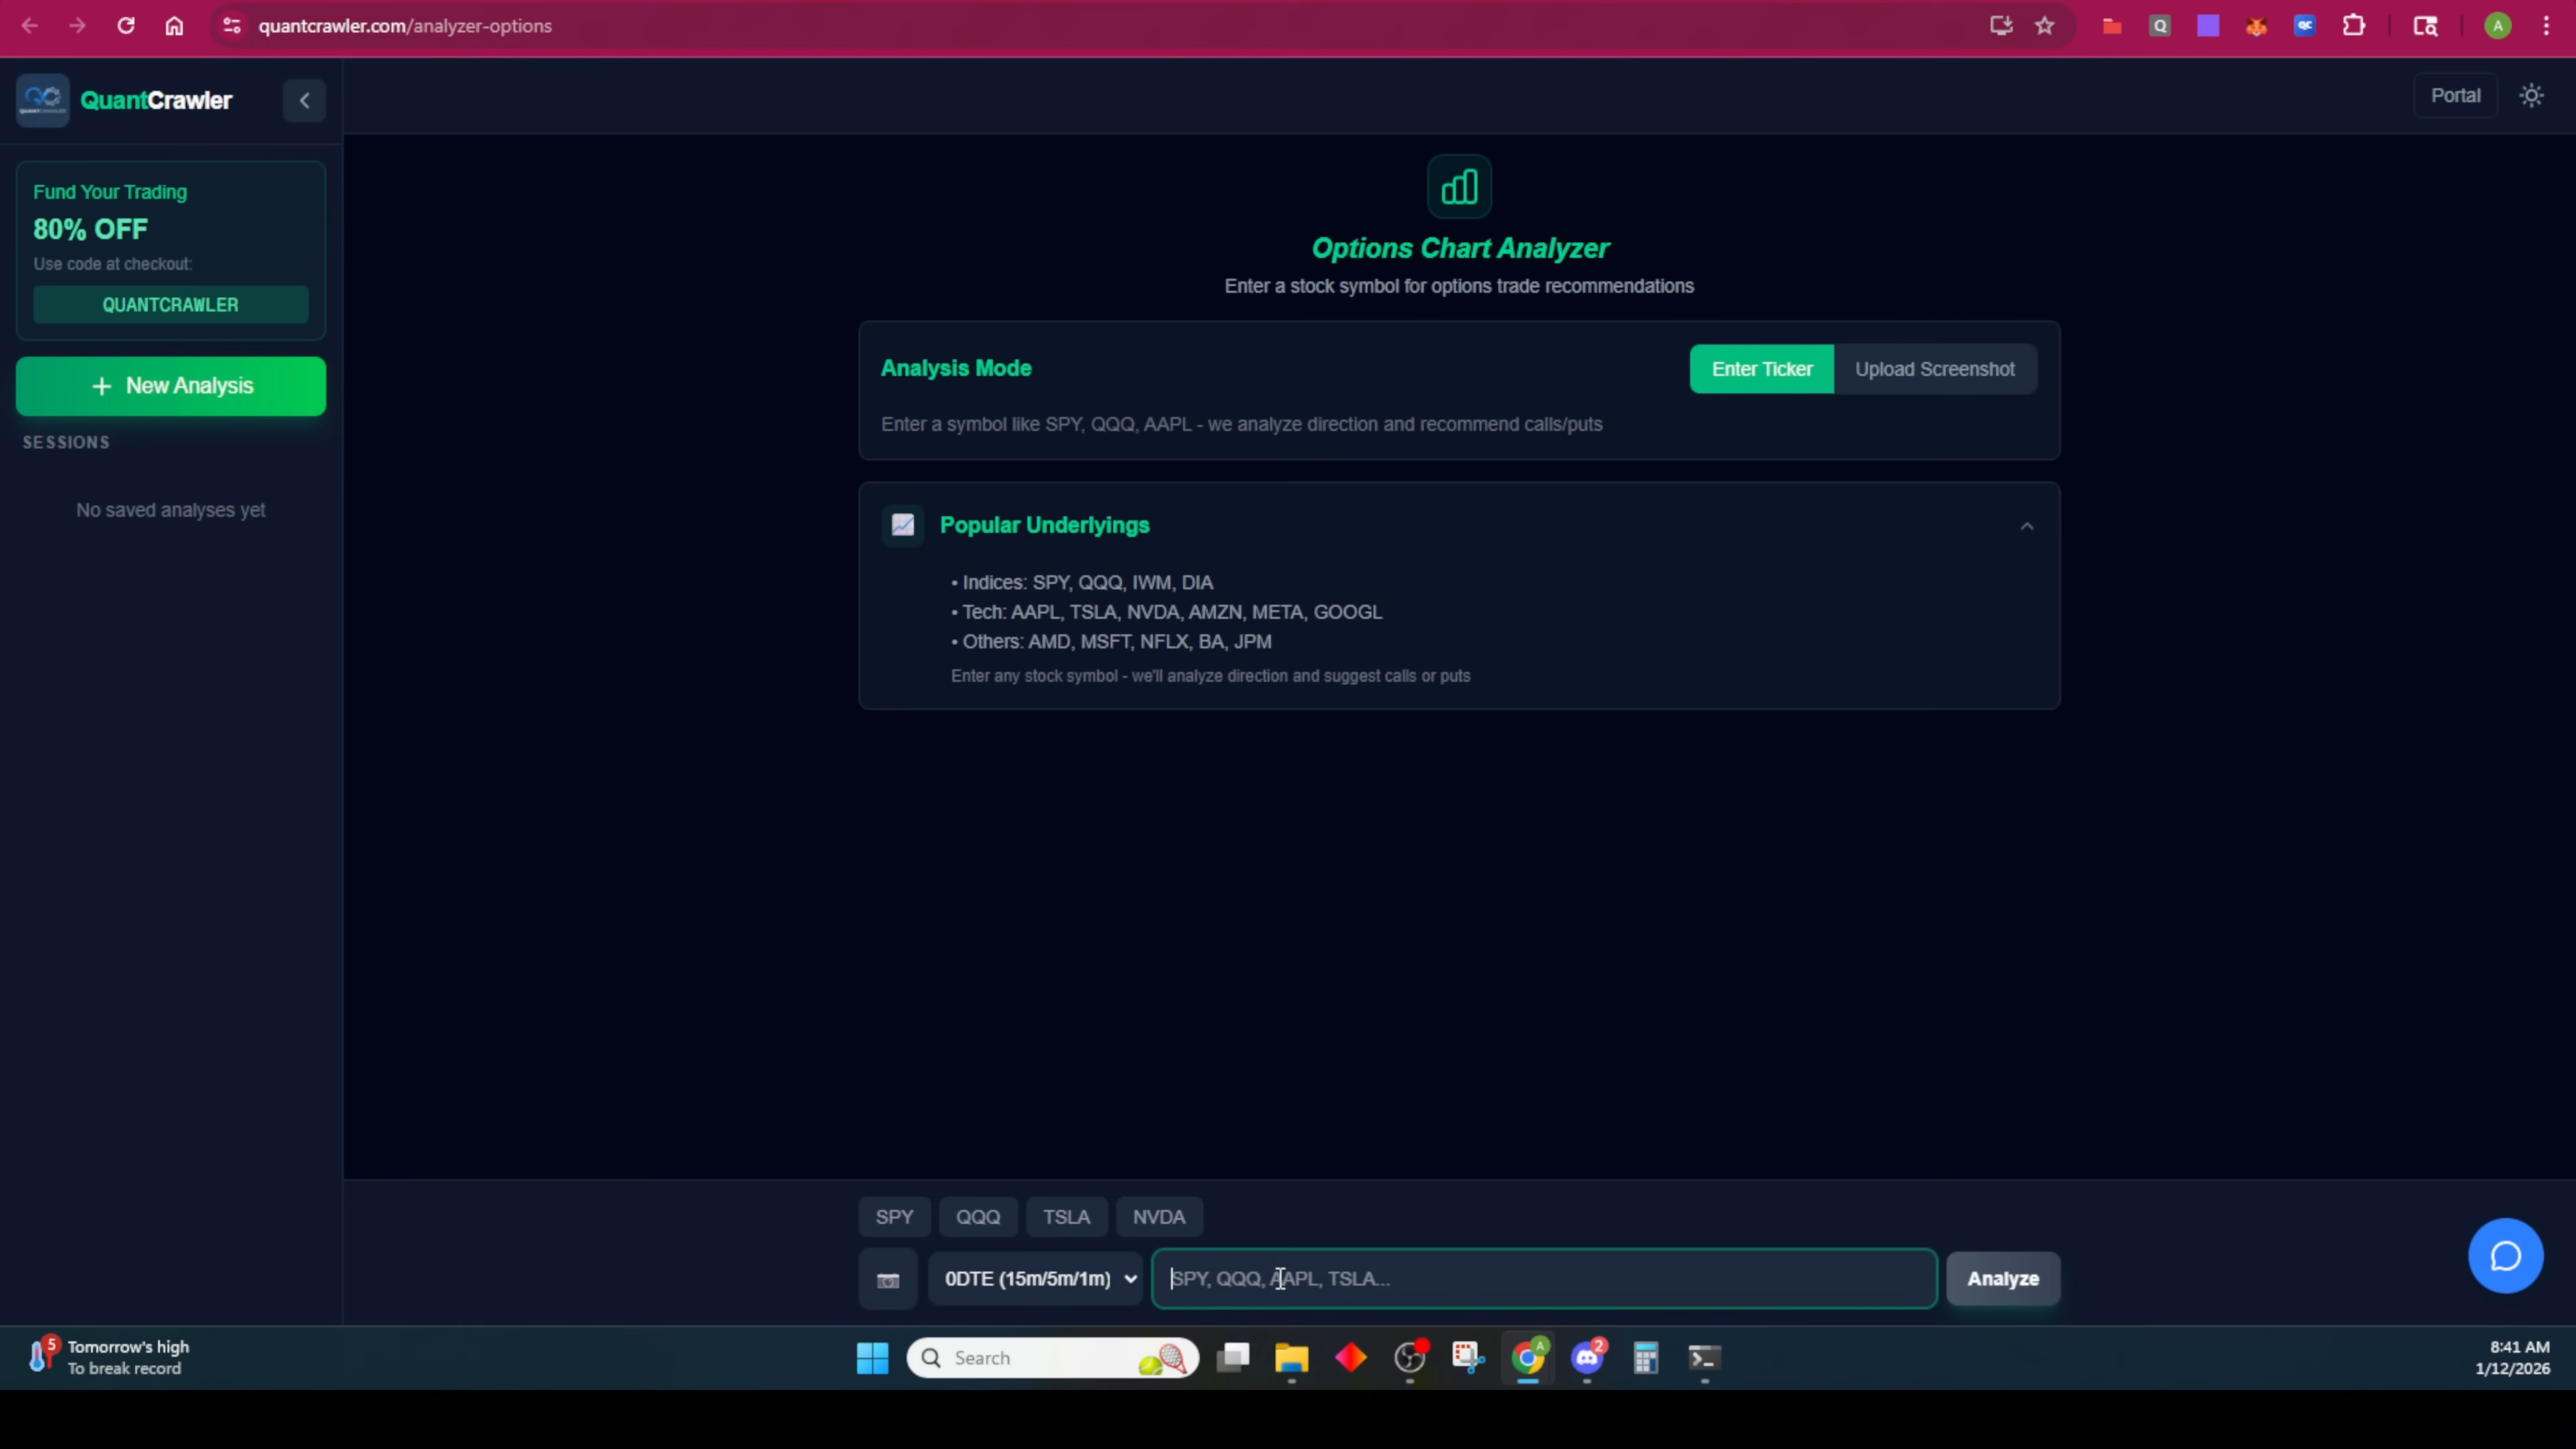 quantcrawler.com/analyzer-options
Q
QC
A
QuantCrawler
Portal
Fund Your Trading
80% OFF
Use code at checkout:
QUANTCRAWLER
+ New Analysis
SESSIONS
No saved analyses yet
Options Chart Analyzer
Enter a stock symbol for options trade recommendations
Analysis Mode
Enter Ticker
Upload Screenshot
Enter a symbol like SPY, QQQ, AAPL - we analyze direction and recommend calls/puts
Popular Underlyings
• Indices: SPY, QQQ, IWM, DIA
• Tech: AAPL, TSLA, NVDA, AMZN, META, GOOGL
• Others: AMD, MSFT, NFLX, BA, JPM
Enter any stock symbol - we'll analyze direction and suggest calls or puts
SPY
QQQ
TSLA
NVDA
0DTE (15m/5m/1m)
SPY, QQQ, AAPL, TSLA...
Analyze
5
Tomorrow's high
To break record
Search
A
2
8:41 AM
1/12/2026